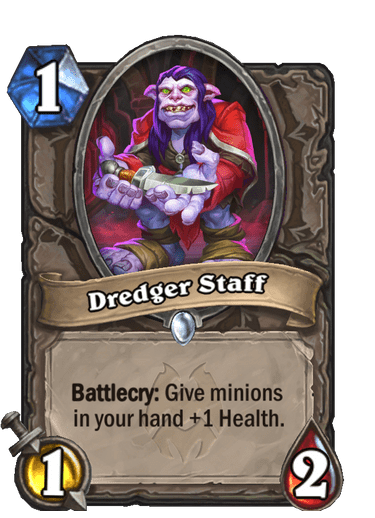 1
Dredger Staff
Battlecry: Give minions
in your hand +1 Health.
1
2